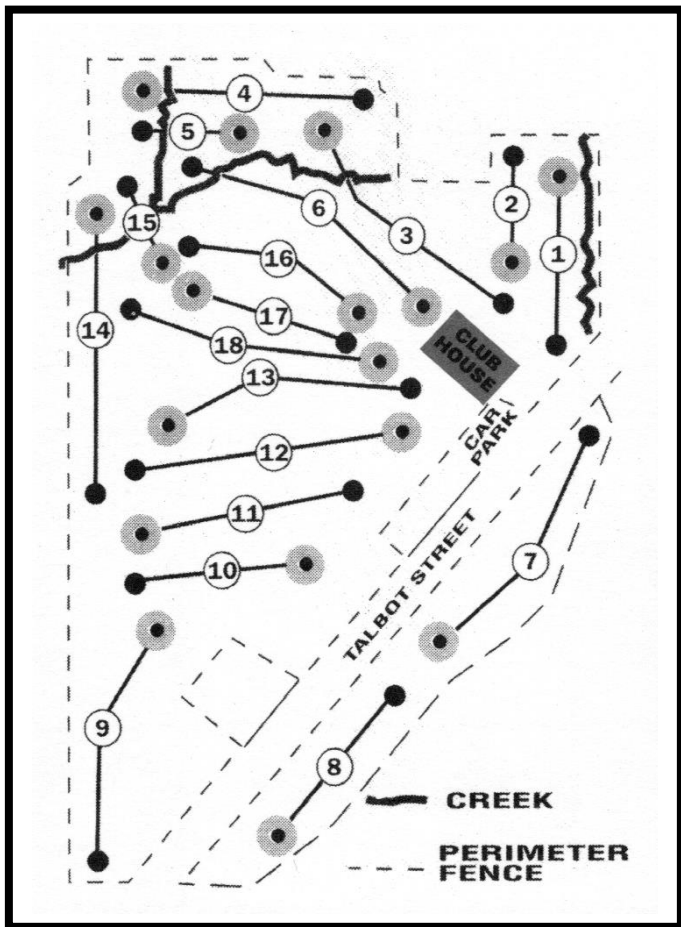 4
5
6
3
2
1
15
16
17
14
18
13
12
11
10
9
8
7
CLUB
HOUSE
CAR
PARK
TALBOT STREET
CREEK
PERIMETER
FENCE